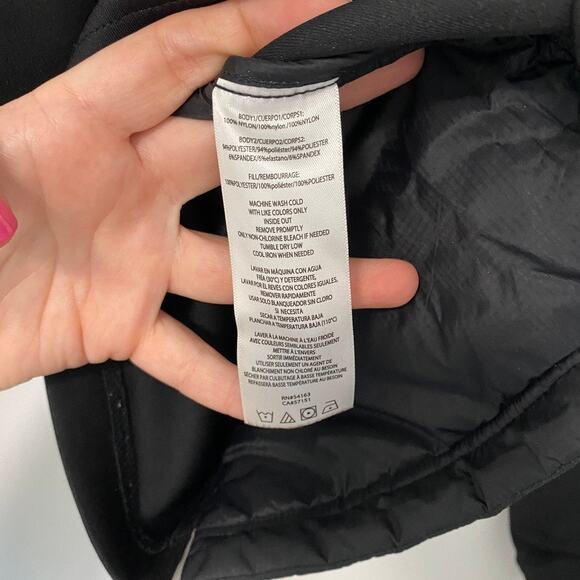 BODY1/CUERPO1/CORPS1:
100% NYLON/100%nylon/100%NYLON
BODY2/CUERPO2/CORPS2:
94%POLYESTER/94%poliéster/94%POLYESTER
6%SPANDEX/6%elastano/6%SPANDEX
FILL/REMBOURRAGE:
100%POLYESTER/100%poliéster/100%POLIESTER
MACHINE WASH COLD
WITH LIKE COLORS ONLY
INSIDE OUT
REMOVE PROMPTLY
ONLY NON-CHLORINE BLEACH IF NEEDED
TUMBLE DRY LOW
COOL IRON WHEN NEEDED
LAVAR EN MÁQUINA CON AGUA
FRÍA (30°C) Y DETERGENTE,
LAVAR POR EL REVES CON COLORES IGUALES,
REMOVER RAPIDAMENTE
USAR SOLO BLANQUEADOR SIN CLORO
SI NECESITA
SECAR A TEMPERATURA BAJA
PLANCHAR A TEMPERATURA BAJA (110°C)
LAVER À LA MACHINE À L'EAU FROIDE
AVEC COULEURS SEMBLABLES SEULEMENT
METTRE À L'ENVERS
SORTIR IMMÉDIATEMENT
UTILISER SEULEMENT UN AGENT DE
BLANCHIMENT NON CHLORÉ AU BESOIN
SÉCHER PAR CULBUTAGE À BASSE TEMPÉRATURE
REPASSER À BASSE TEMPÉRATURE AU BESOIN
RN#54163
CA#57151